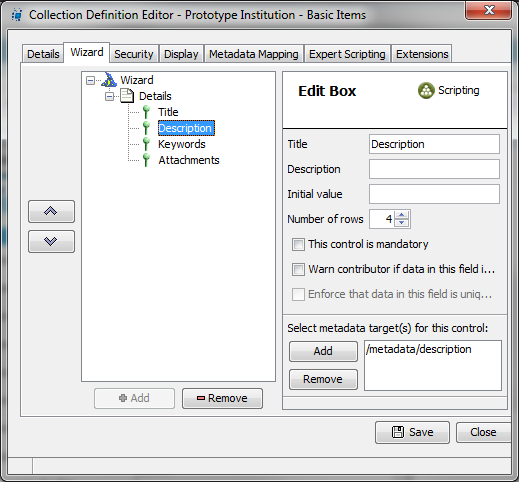 Collection Definition Editor - Prototype Institution - Basic Items
Details Wizard Security Display Metadata Mapping Expert Scripting Extensions
Wizard
Details
Title
Description
Keywords
Attachments
Add Remove
Edit Box Scripting
Title Description
Description
Initial value
Number of rows 4
This control is mandatory
Warn contributor if data in this field i...
Enforce that data in this field is uniq...
Select metadata target(s) for this control:
Add /metadata/description
Remove
Save Close